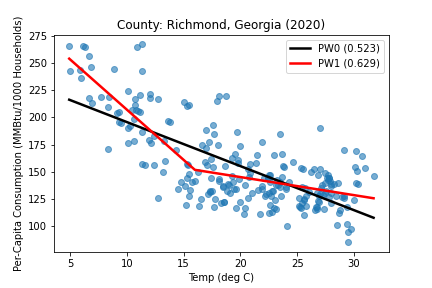 County: Richmond, Georgia (2020)
PW0 (0.523)
PW1 (0.629)
Per-Capita Consumption (MMBtu/1000 Households)
275
250
225
200
175
150
125
100
5 10 15 20 25 30
Temp (deg C)